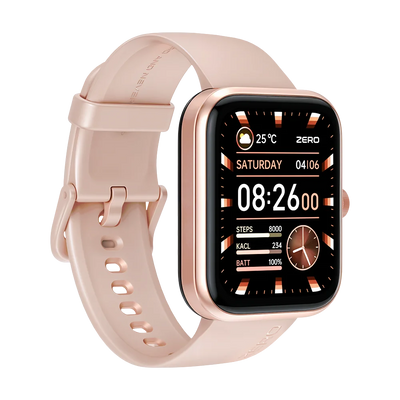 25°C ZERO
SATURDAY 04|06
08:26 00
STEPS 8000
KACL 234
BATT 100%